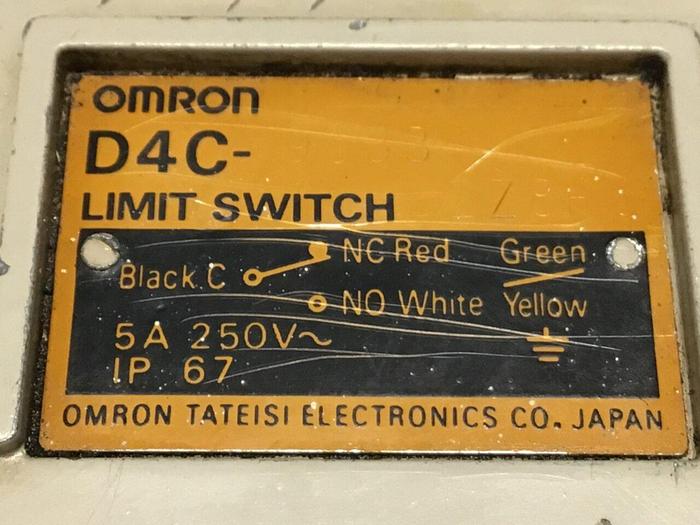 OMRON
D4C-
LIMIT SWITCH
NC Red Green
Black C
NO White Yellow
5A 250V~
IP 67
OMRON TATEISI ELECTRONICS CO. JAPAN